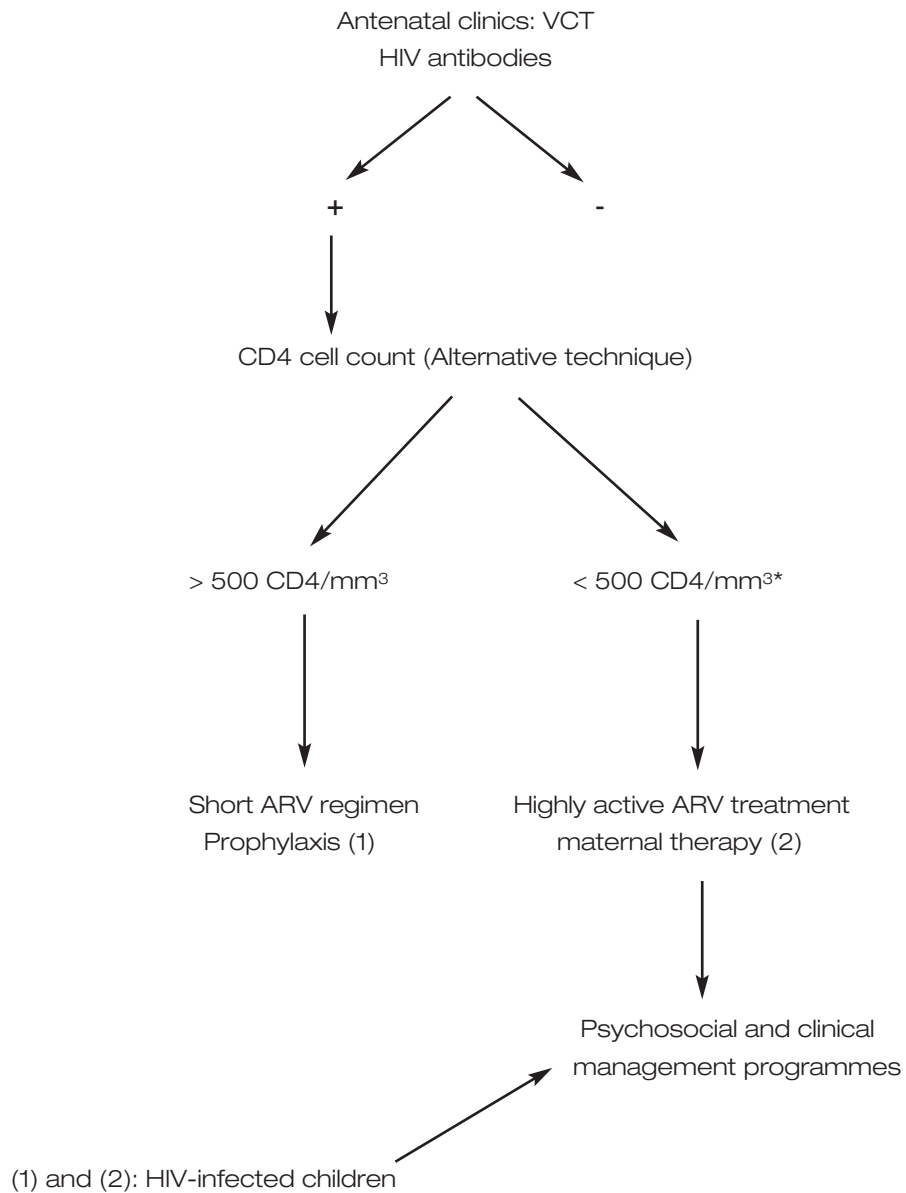 Antenatal clinics: VCT
HIV antibodies
+ -
CD4 cell count (Alternative technique)
> 500 CD4/mm³ < 500 CD4/mm³*
Short ARV regimen Highly active ARV treatment
Prophylaxis (1) maternal therapy (2)
Psychosocial and clinical
management programmes
(1) and (2): HIV-infected children